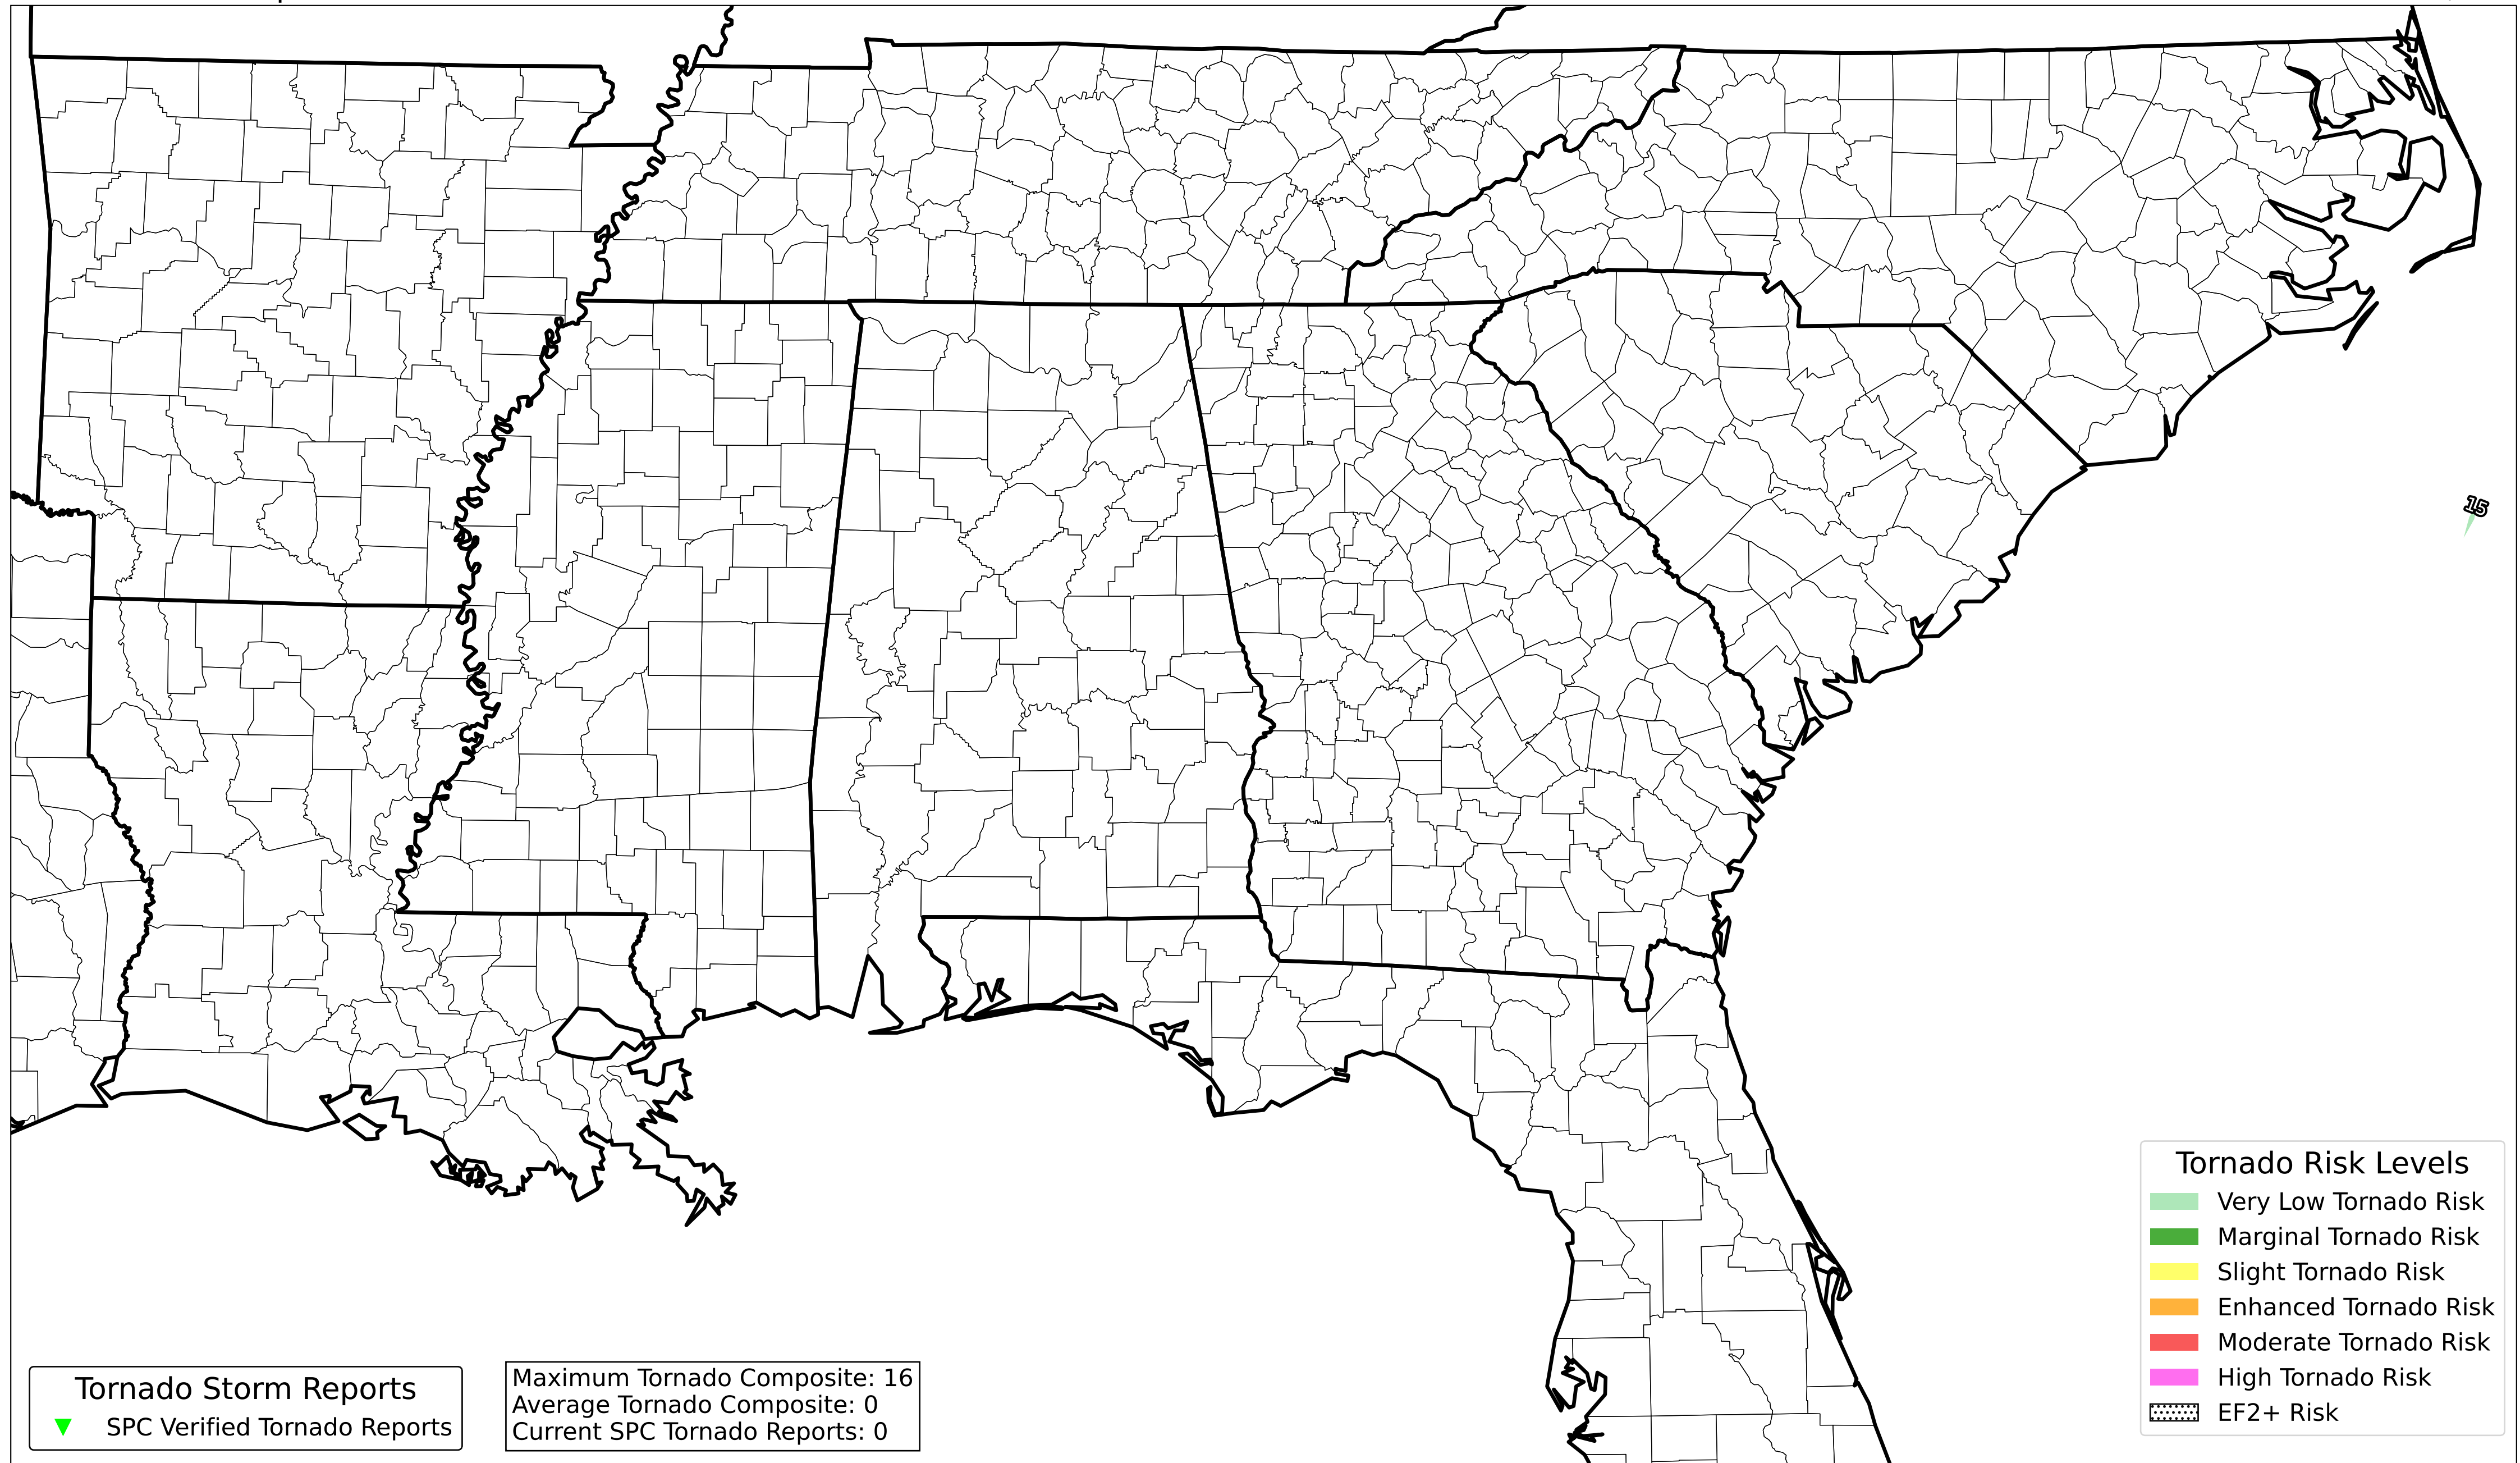 15
Tornado Risk Levels
Very Low Tornado Risk
Marginal Tornado Risk
Slight Tornado Risk
Enhanced Tornado Risk
Moderate Tornado Risk
High Tornado Risk
EF2+ Risk
Tornado Storm Reports
SPC Verified Tornado Reports
Maximum Tornado Composite: 16
Average Tornado Composite: 0
Current SPC Tornado Reports: 0